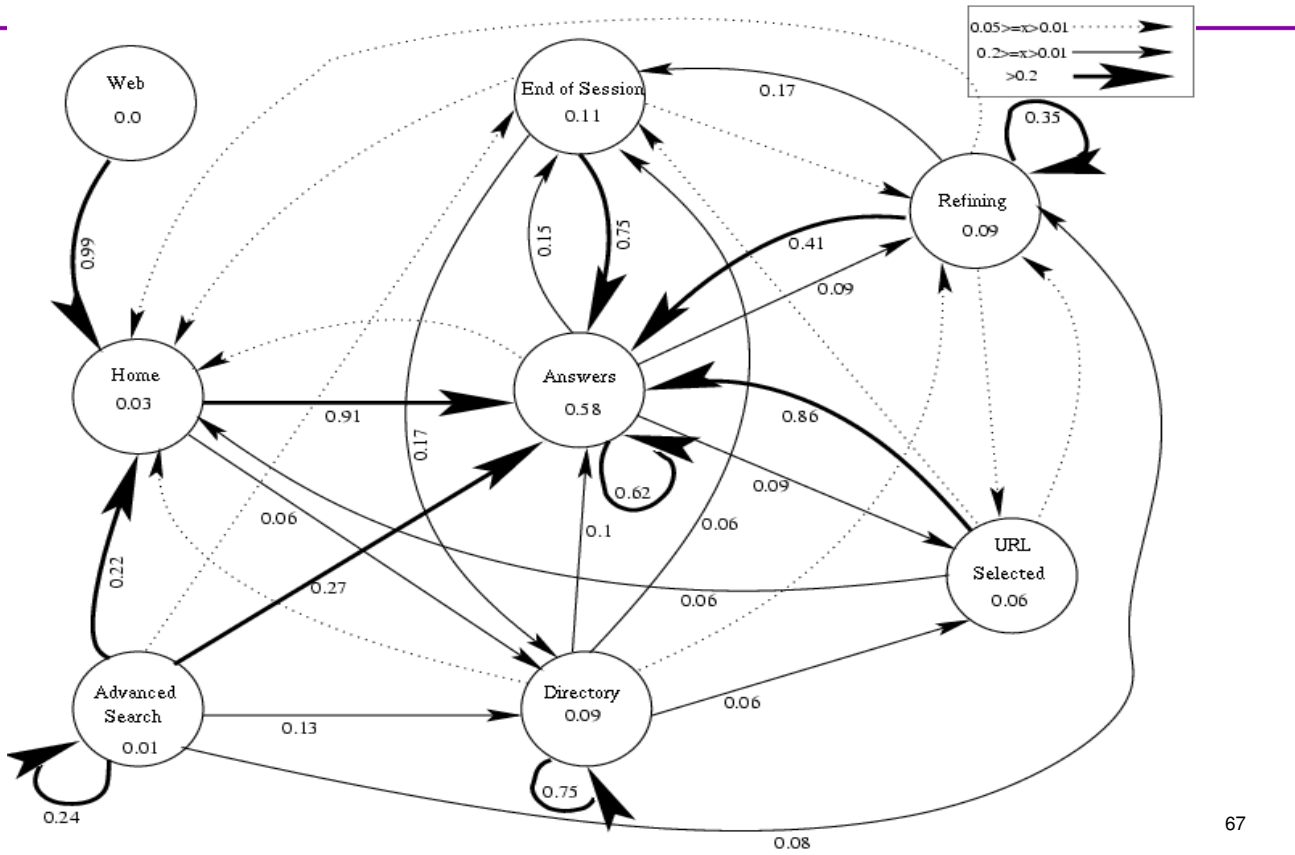 0.05>=x>0.01
0.2>=x>0.01
>0.2
Web
0.0
End of Session
0.11
0.17
0.35
Refining
0.09
0.99
0.15
0.75
0.41
0.09
Home
0.03
Answers
0.58
0.91
0.86
0.17
0.62
0.09
0.06
0.1
0.06
URL
Selected
0.06
0.22
0.27
0.06
Advanced
Search
0.01
Directory
0.09
0.13
0.06
0.75
0.24
0.08
67